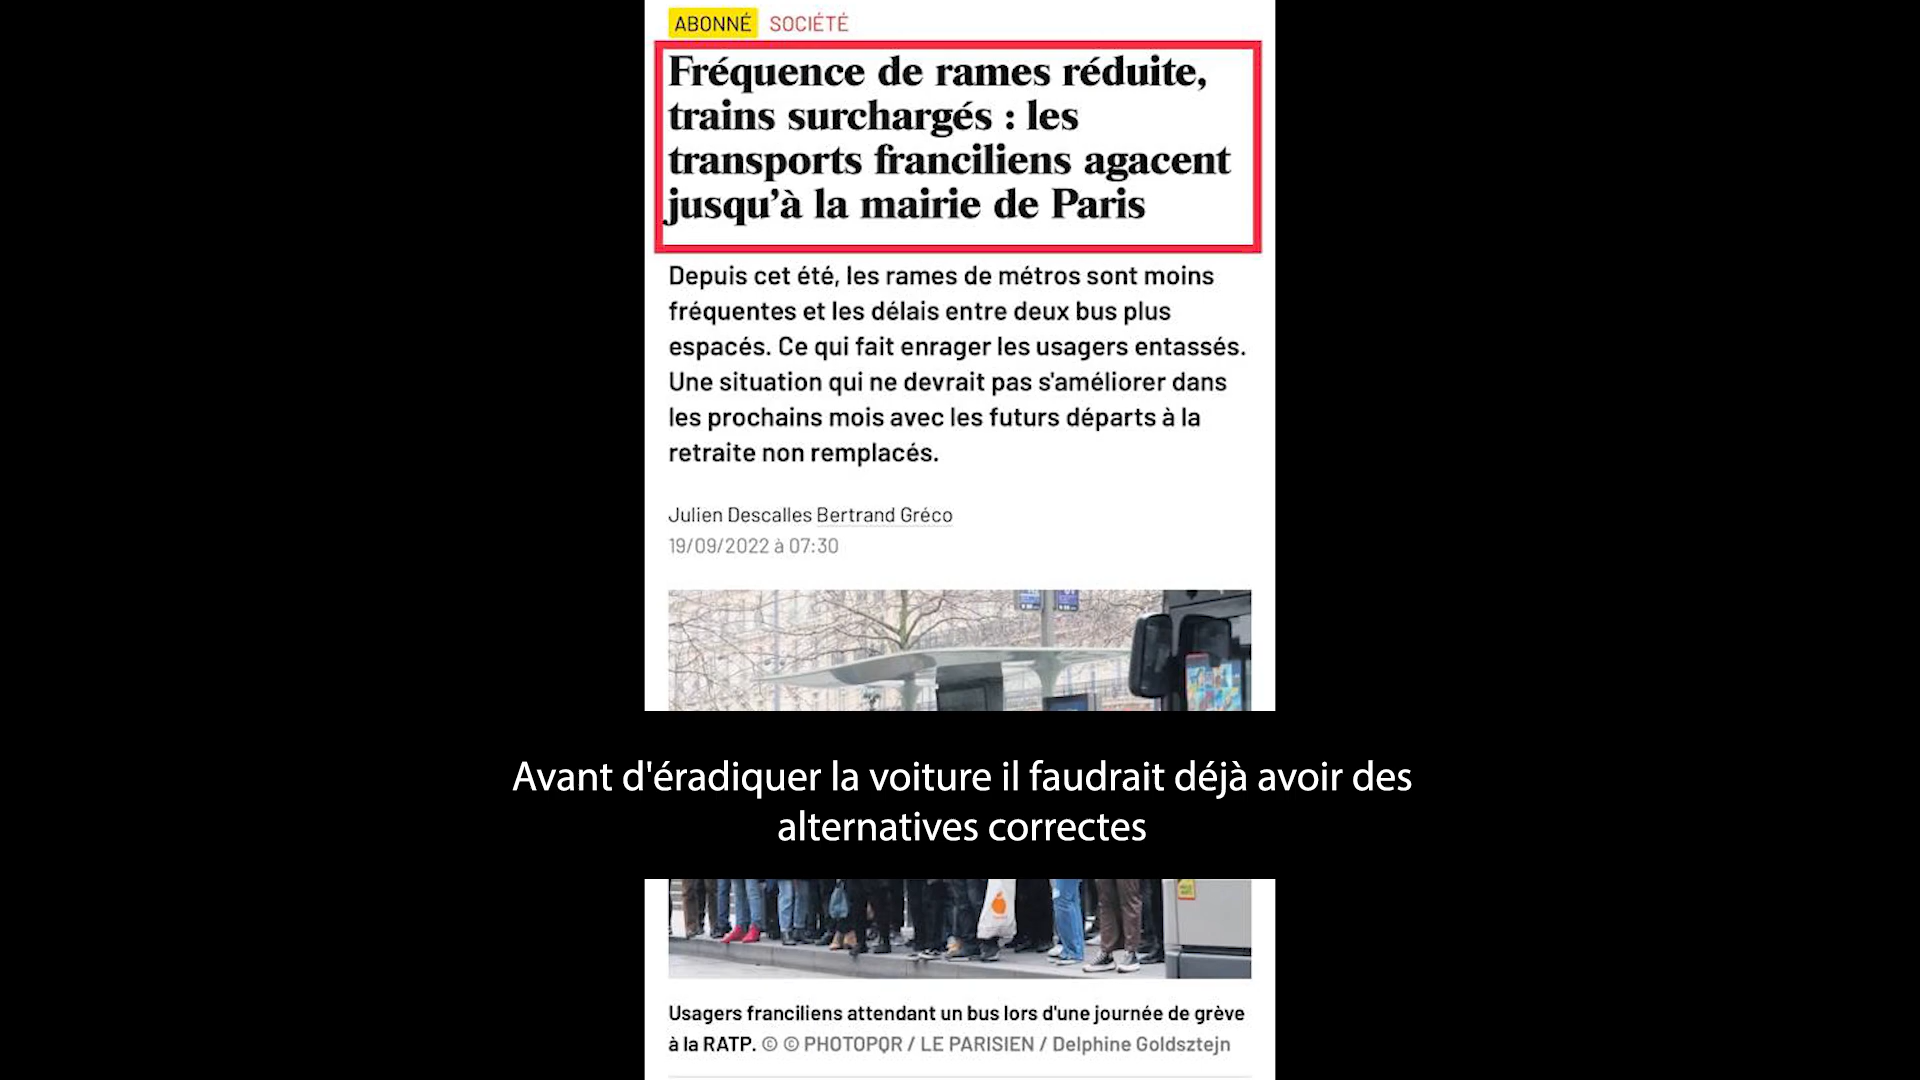 ABONNÉ SOCIÉTÉ
Fréquence de rames réduite,
trains surchargés : les
transports franciliens agacent
jusqu’à la mairie de Paris
Depuis cet été, les rames de métros sont moins
fréquentes et les délais entre deux bus plus
espacés. Ce qui fait enrager les usagers entassés.
Une situation qui ne devrait pas s'améliorer dans
les prochains mois avec les futurs départs à la
retraite non remplacés.
Julien Descalles Bertrand Gréco
19/09/2022 à 07:30
Avant d'éradiquer la voiture il faudrait déjà avoir des
alternatives correctes
Usagers franciliens attendant un bus lors d'une journée de grève
à la RATP. © © PHOTOPQR / LE PARISIEN / Delphine Goldsztejn